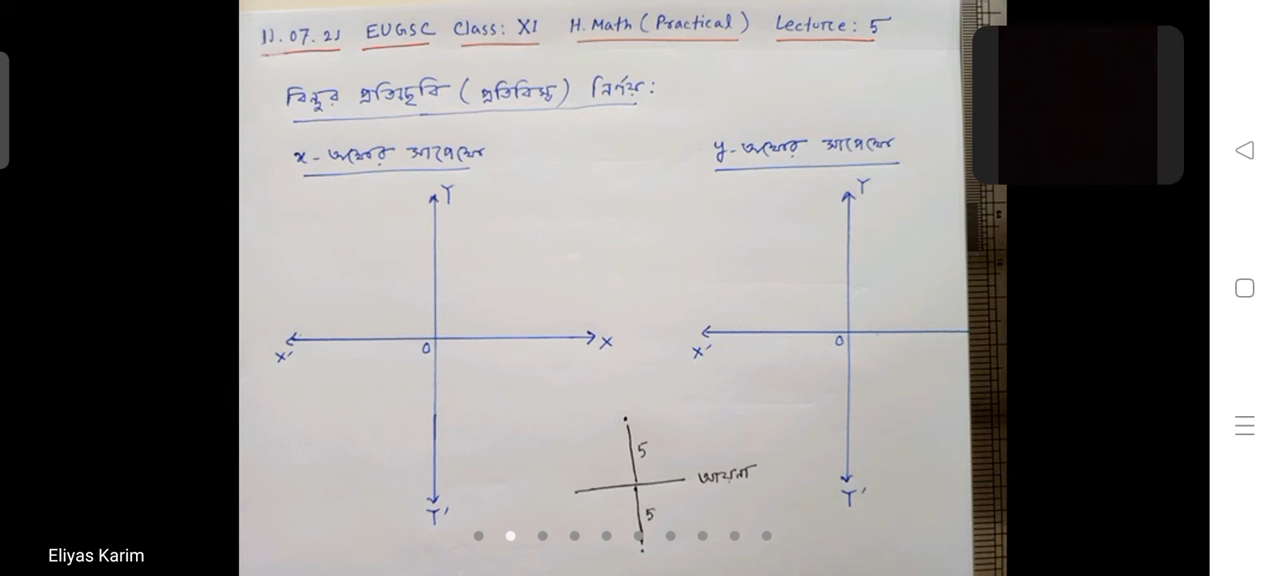 11.07.21 EUGSC Class: XI H.Math (Practical) Lecture: 5
বিন্দুর প্রতিচ্ছবি (প্রতিবিম্ব) নির্ণয়:
x-অক্ষের সাপেক্ষে
y-অক্ষের সাপেক্ষে
Y
Y
X'
O
X
X'
O
5
আয়না
5
Y'
Y'
Eliyas Karim